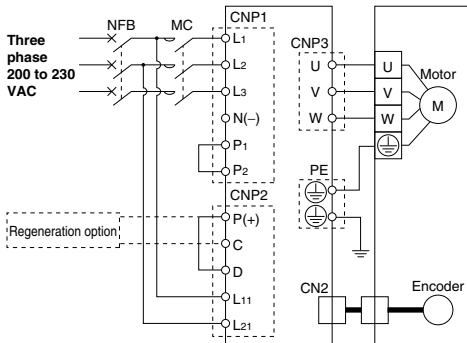 NFB
MC
CNP1
Three
phase
200 to 230
VAC
L1
L2
L3
N(−)
P1
P2
CNP2
P(+)
Regeneration option
C
D
L11
L21
CNP3
U
V
W
PE
CN2
U
V
W
Motor
M
Encoder